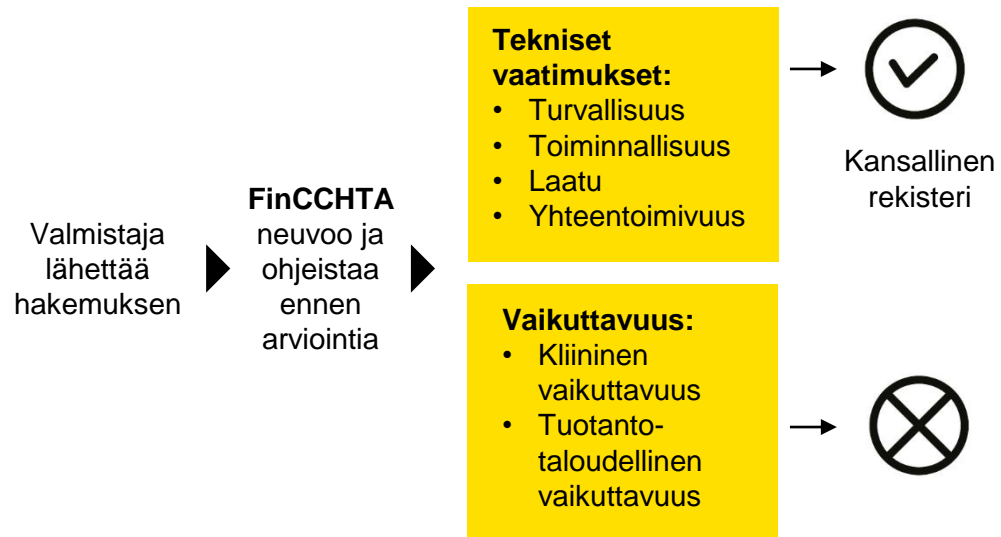 Valmistaja
lähettää
hakemuksen
FinCCHTA
neuvoo ja
ohjeistaa
ennen
arviointia
Tekniset
vaatimukset:
• Turvallisuus
• Toiminnallisuus
• Laatu
• Yhteentoimivuus
Kansallinen
rekisteri
Vaikuttavuus:
• Kliininen
vaikuttavuus
• Tuotanto-
taloudellinen
vaikuttavuus